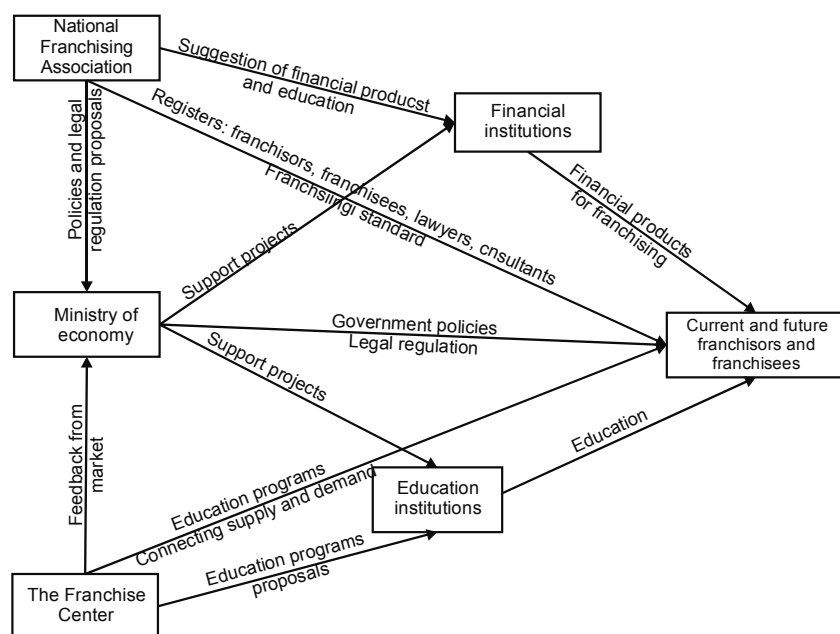 National
Franchising
Association
Suggestion of financial producst
and education
Financial
institutions
Policies and legal
regulation proposals
Registers: franchisors, franchisees, lawyers, cnsultants
Franchsiingi standard
Financial products
for franchising
Support projects
Ministry of
economy
Government policies
Legal regulation
Current and future
franchisors and
franchisees
Support projects
Feedback from
market
Education
Education programs
Connecting supply and demand
Education
institutions
Education programs
proposals
The Franchise
Center